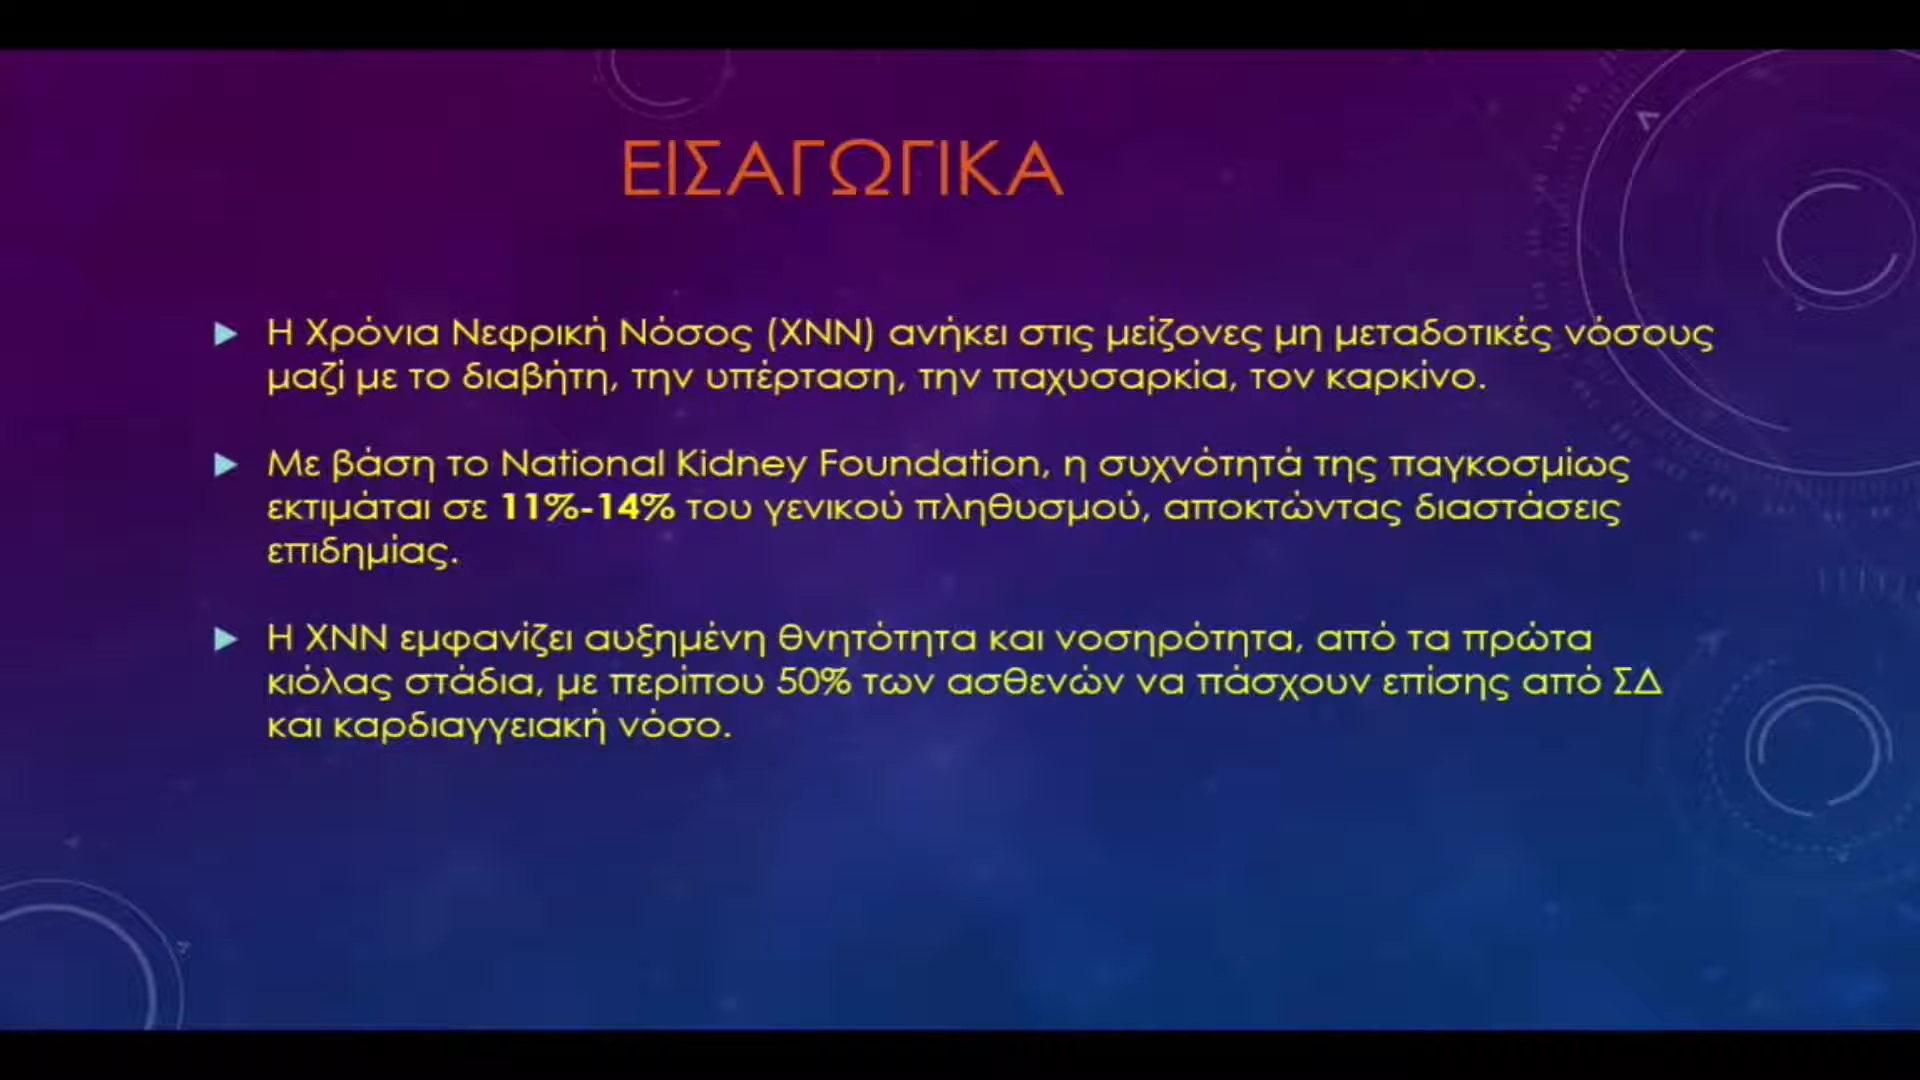 ΕΙΣΑΓΩΓΙΚΑ
Η Χρόνια Νεφρική Νόσος (ΧΝΝ) ανήκει στις μείζονες μη μεταδοτικές νόσους
μαζί με το διαβήτη, την υπέρταση, την παχυσαρκία, τον καρκίνο.
Με βάση το National Kidney Foundation, η συχνότητά της παγκοσμίως
εκτιμάται σε 11%-14% του γενικού πληθυσμού, αποκτώντας διαστάσεις
επιδημίας.
Η ΧΝΝ εμφανίζει αυξημένη θνητότητα και νοσηρότητα, από τα πρώτα
κιόλας στάδια, με περίπου 50% των ασθενών να πάσχουν επίσης από ΣΔ
και καρδιαγγειακή νόσο.